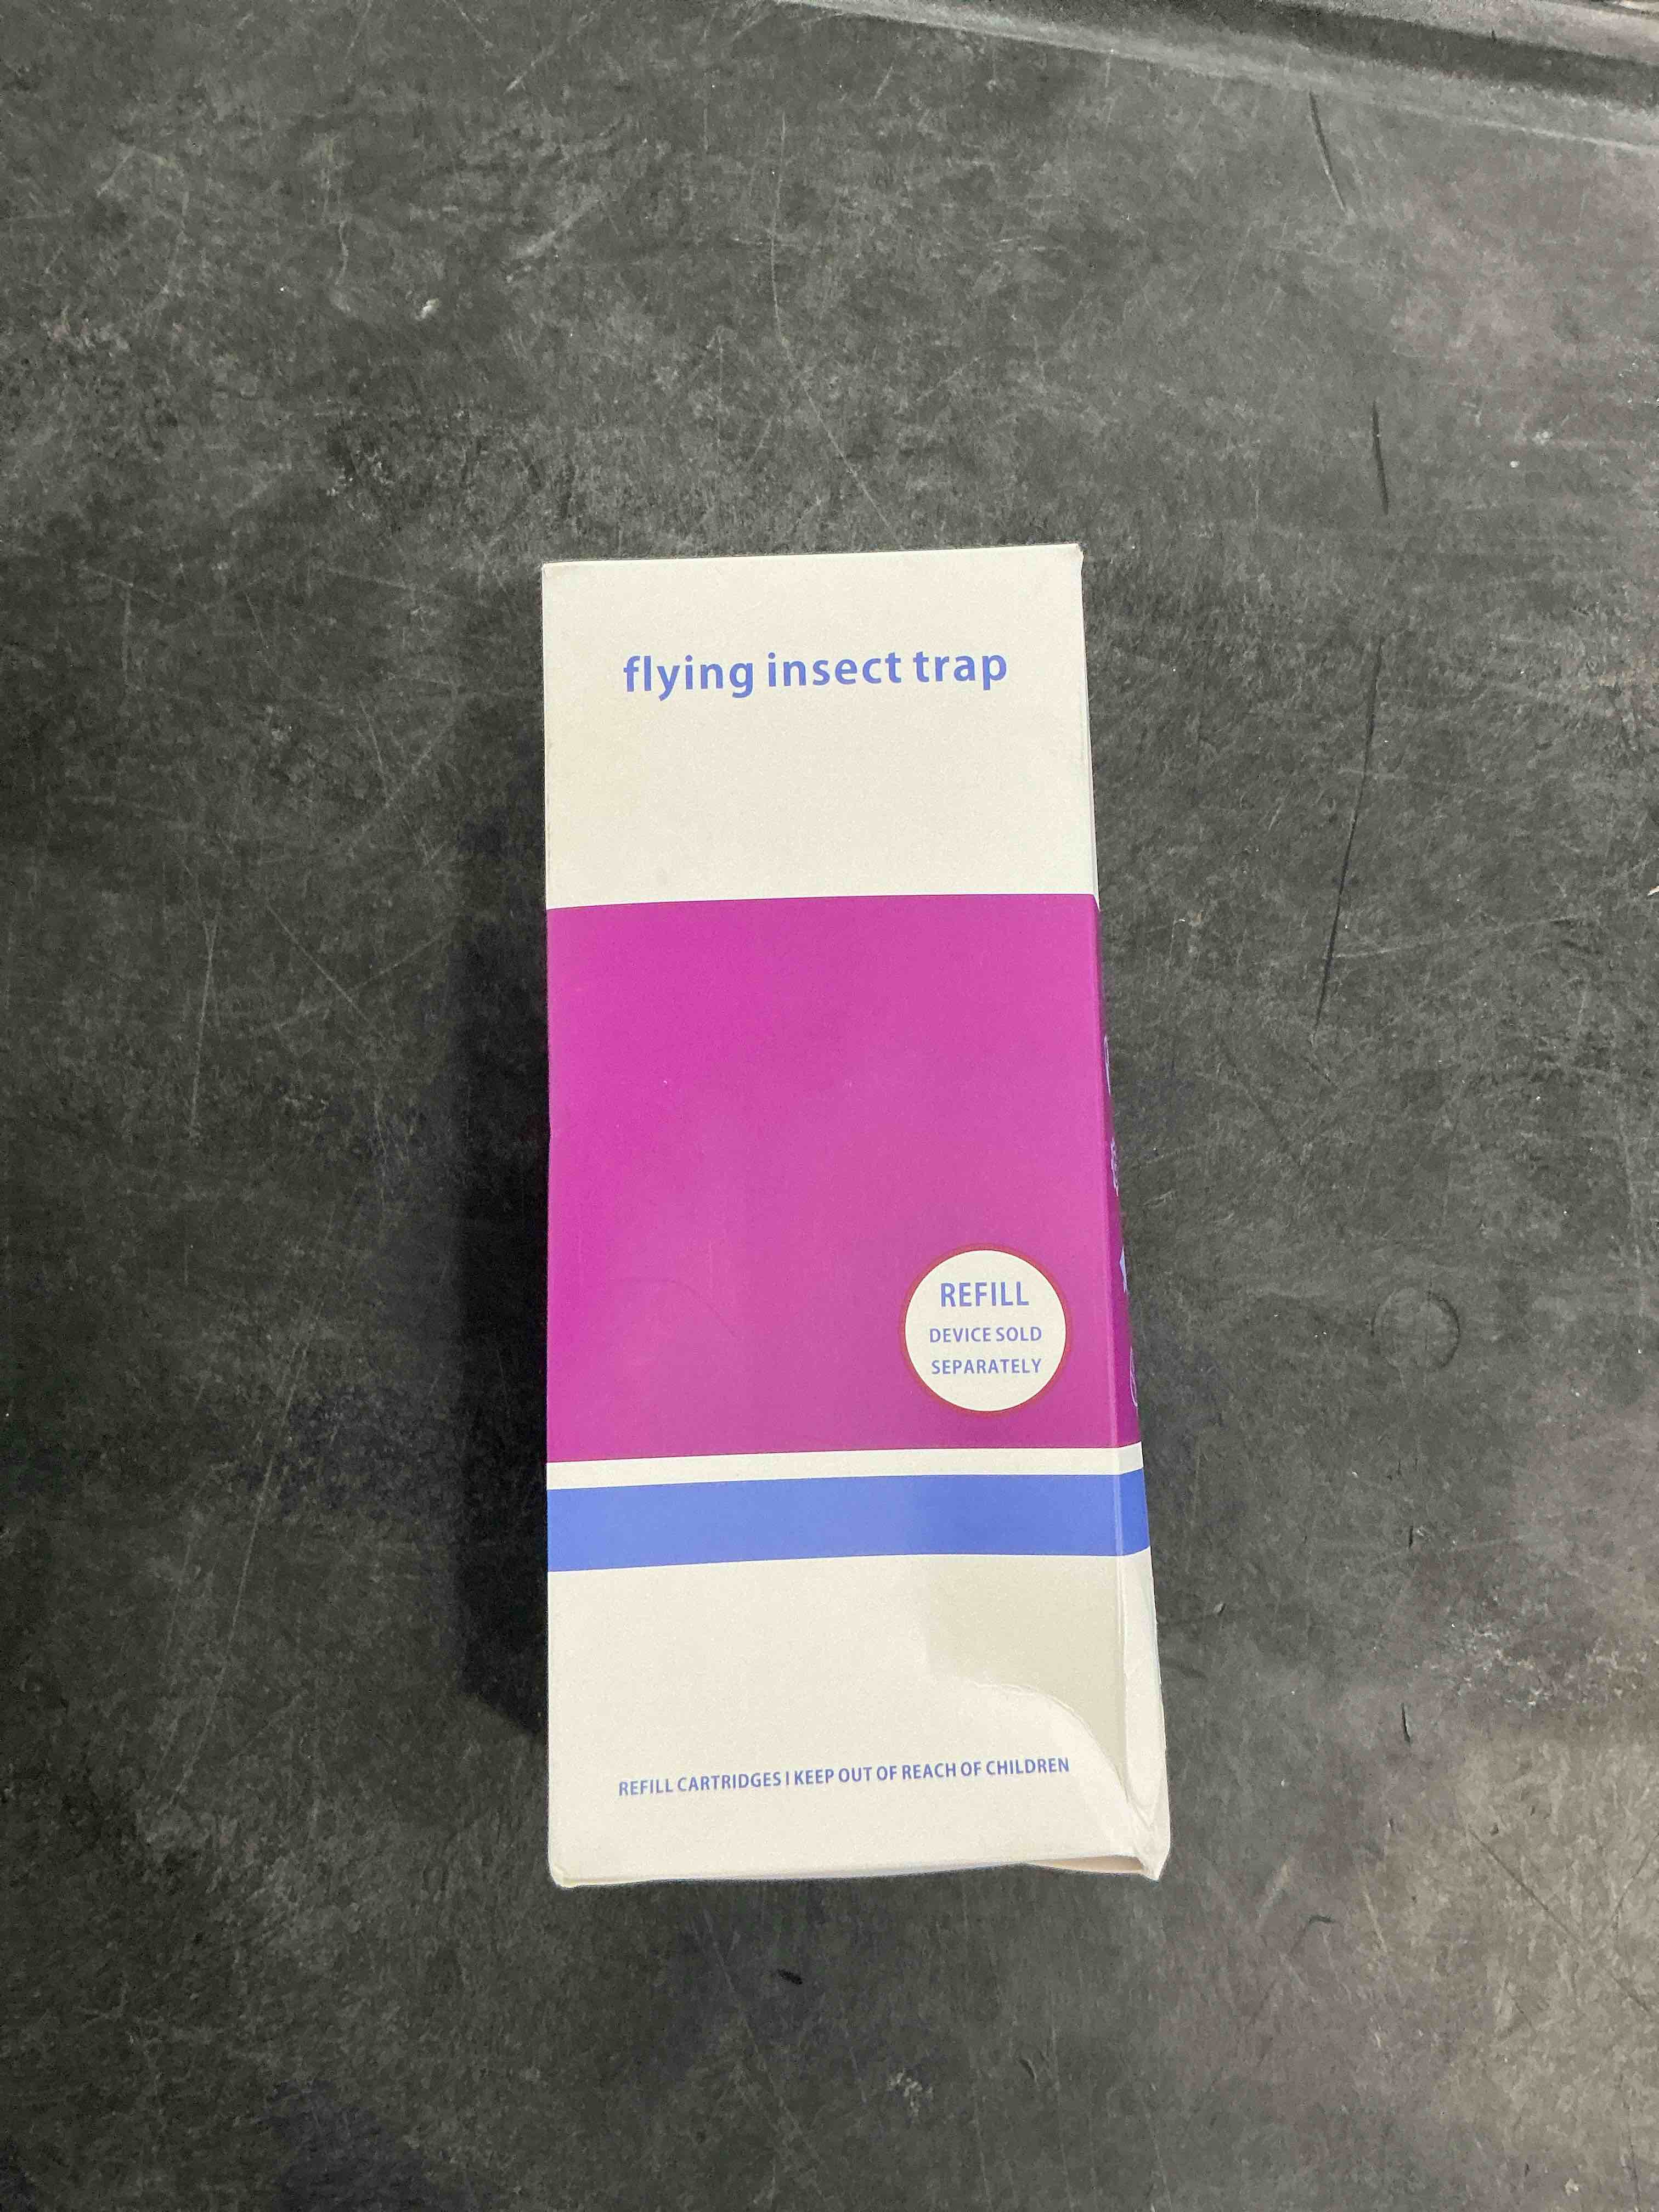 flying insect trap
REFILL
DEVICE SOLD
SEPARATELY
REFILL CARTRIDGES I KEEP OUT OF REACH OF CHILDREN